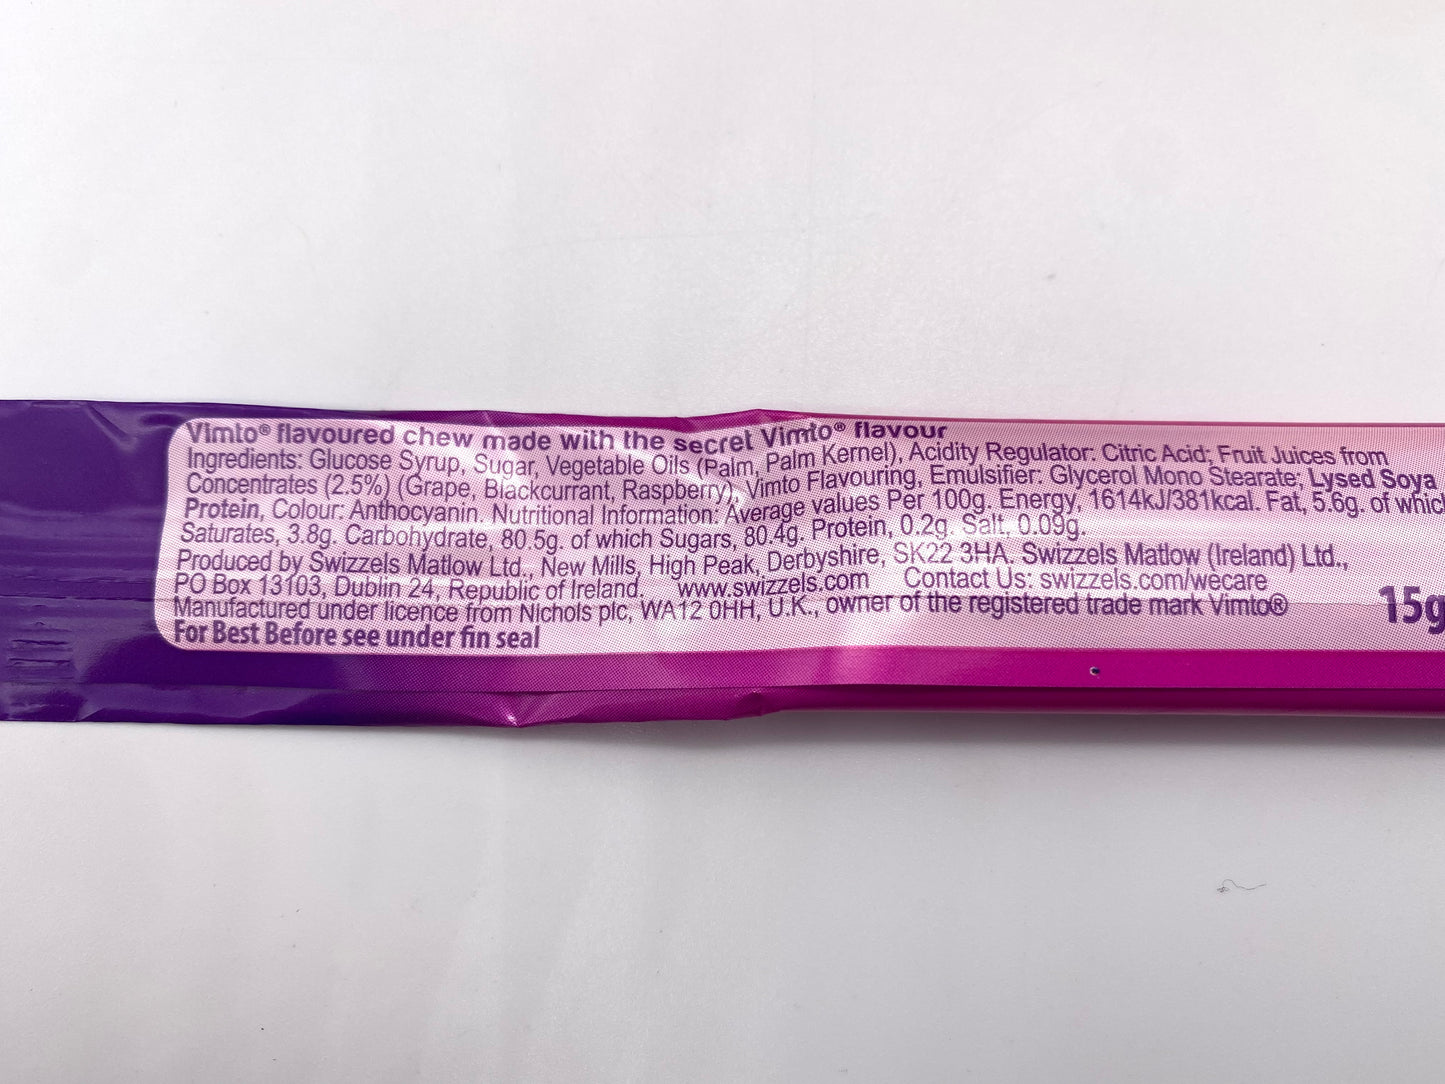 Vimto® flavoured chew made with the secret Vimto® flavour
Ingredients: Glucose Syrup, Sugar, Vegetable Oils (Palm, Palm Kernel), Acidity Regulator: Citric Acid; Fruit Juices from
Concentrates (2.5%) (Grape, Blackcurrant, Raspberry), Vimto Flavouring, Emulsifier: Glycerol Mono Stearate; Lysed Soya
Protein, Colour: Anthocyanin. Nutritional Information: Average values Per 100g. Energy, 1614kJ/381kcal. Fat, 5.6g. of which
Saturates, 3.8g. Carbohydrate, 80.5g. of which Sugars, 80.4g. Protein, 0.2g. Salt, 0.09g.
Produced by Swizzels Matlow Ltd., New Mills, High Peak, Derbyshire, SK22 3HA. Swizzels Matlow (Ireland) Ltd.,
PO Box 13103, Dublin 24, Republic of Ireland. www.swizzels.com Contact Us: swizzels.com/wecare
Manufactured under licence from Nichols plc, WA12 0HH, U.K., owner of the registered trade mark Vimto®
For Best Before see under fin seal
15g